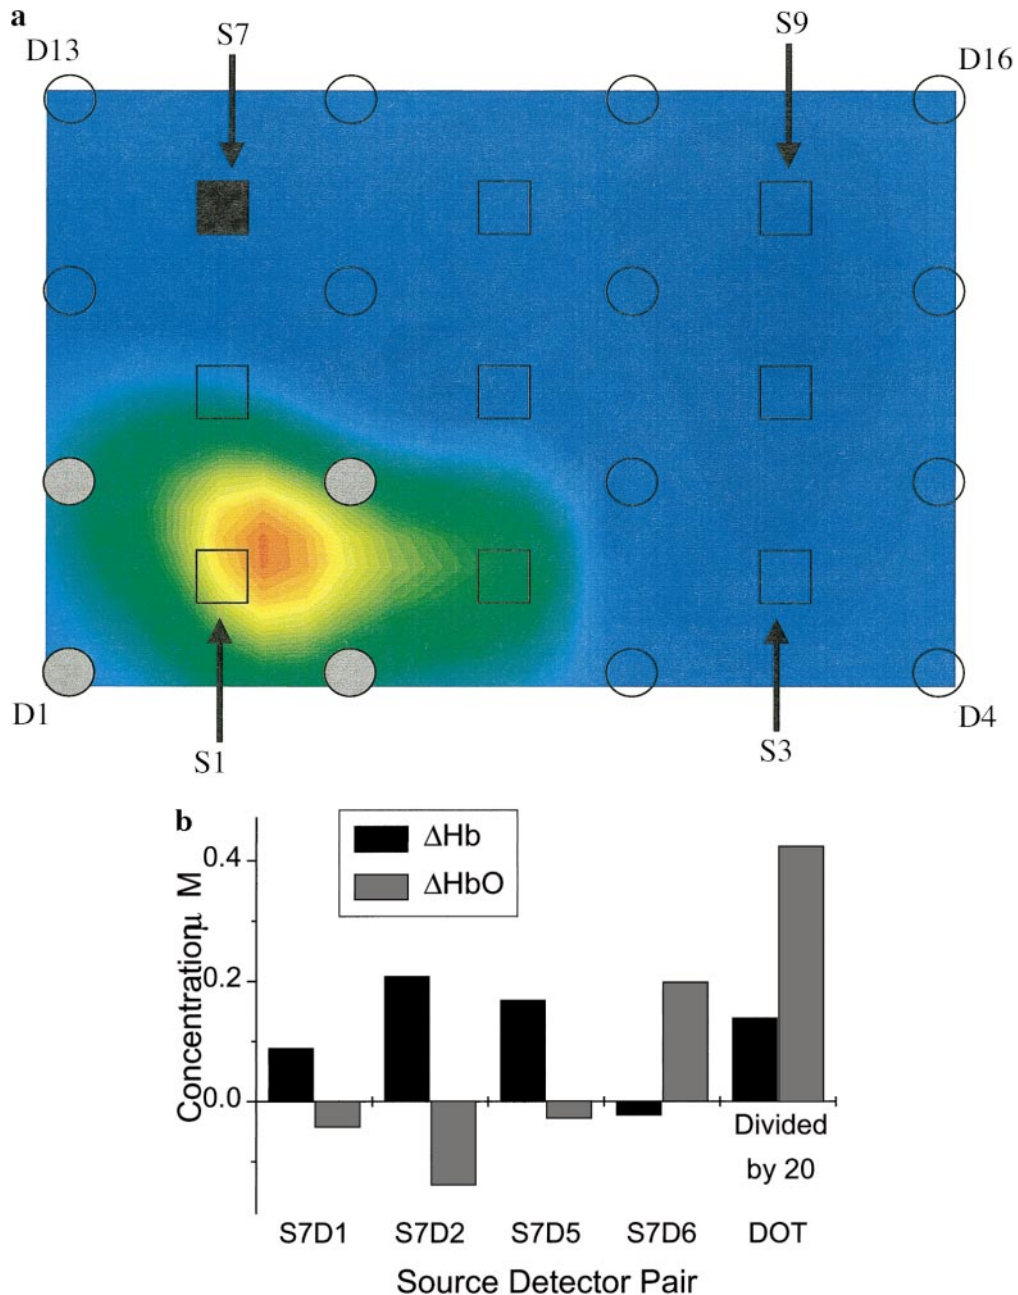 a
S7
S9
D13
D16
D1
D4
S1
S3
b
ΔHb
ΔHbO
Concentrationμ M
0.4
0.2
0.0
Divided
by 20
S7D1 S7D2 S7D5 S7D6 DOT
Source Detector Pair